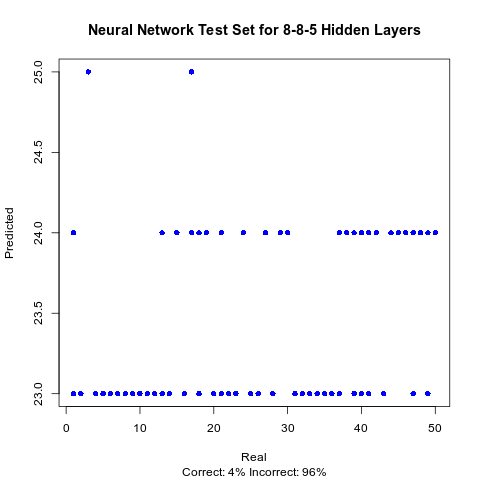 Neural Network Test Set for 8-8-5 Hidden Layers
Predicted
25.0
24.5
24.0
23.5
23.0
0 10 20 30 40 50
Real
Correct: 4% Incorrect: 96%